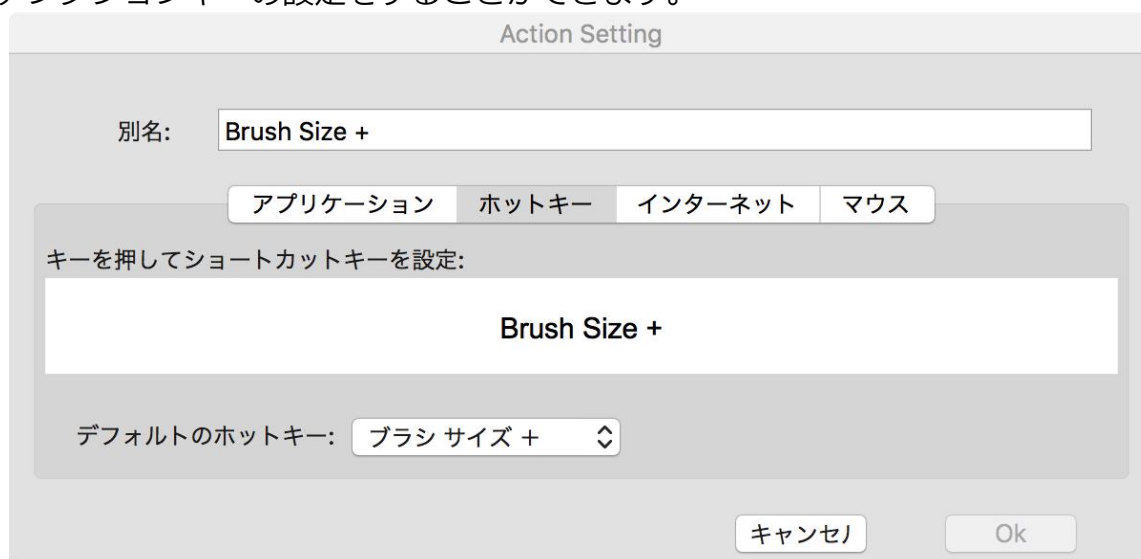 Action Setting
別名: Brush Size +
アプリケーション ホットキー インターネット マウス
キーを押してショートカットキーを設定:
Brush Size +
デフォルトのホットキー: ブラシ サイズ +
キャンセル Ok